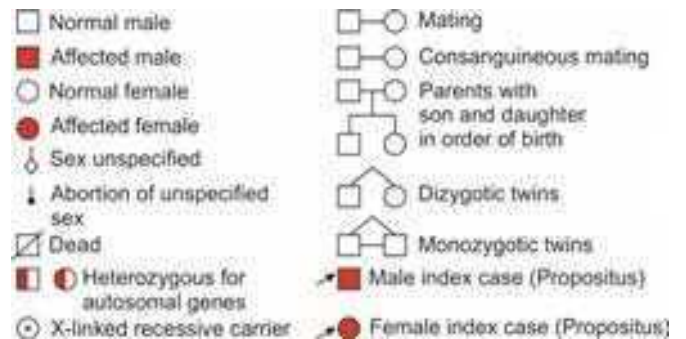 Normal male
Affected male
Normal female
Affected female
Sex unspecified
Abortion of unspecified
sex
Dead
Heterozygous for
autosomal genes
X-linked recessive carrier
Mating
Consanguineous mating
Parents with
son and daughter
in order of birth
Dizygotic twins
Monozygotic twins
Male index case (Propositus)
Female index case (Propositus)